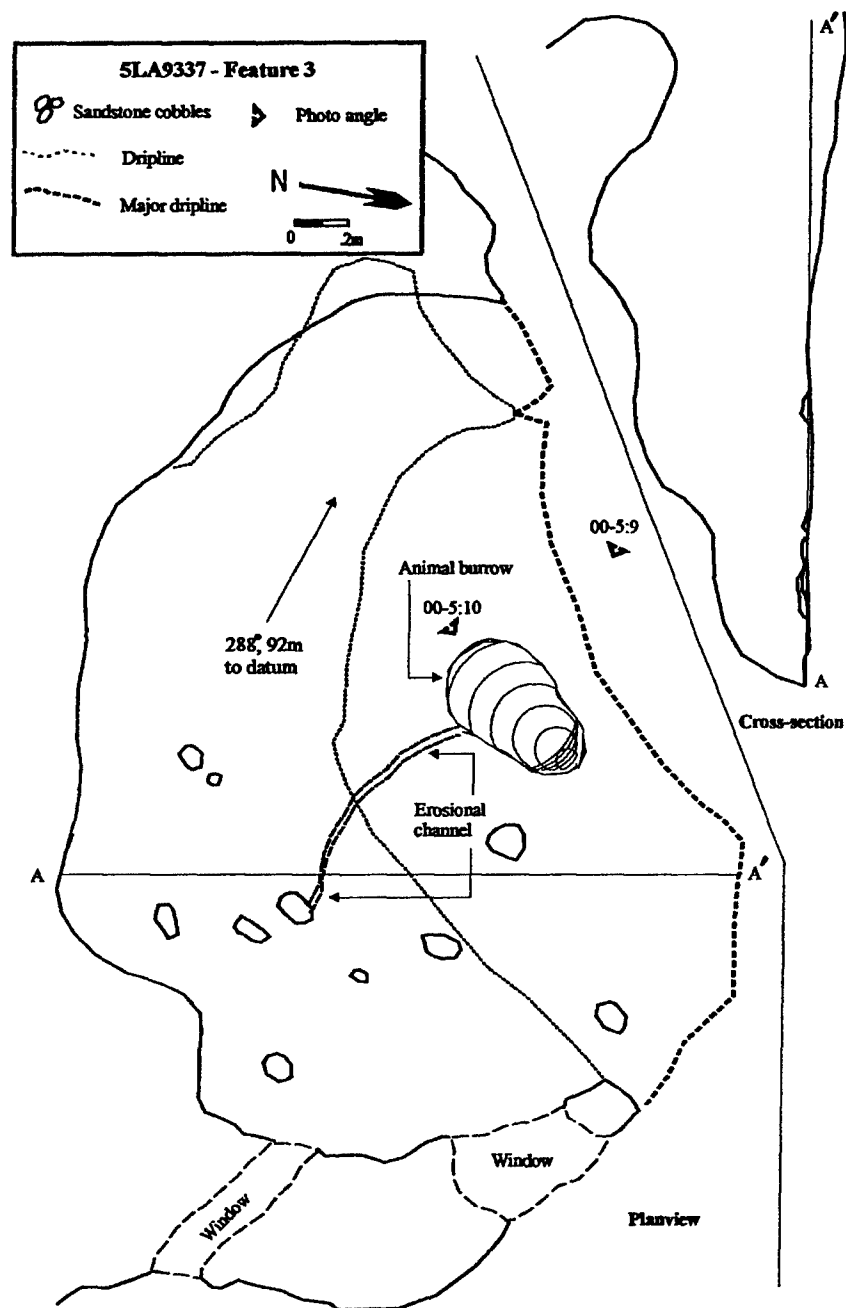 5LA9337 - Feature 3
Sandstone cobbles
Photo angle
Dripline
Major dripline
N
0 .2m
A'
00-5:9
Animal burrow
00-5:10
288°, 92m
to datum
A
Cross-section
Erosional
channel
A
A'
Window
Window
Planview